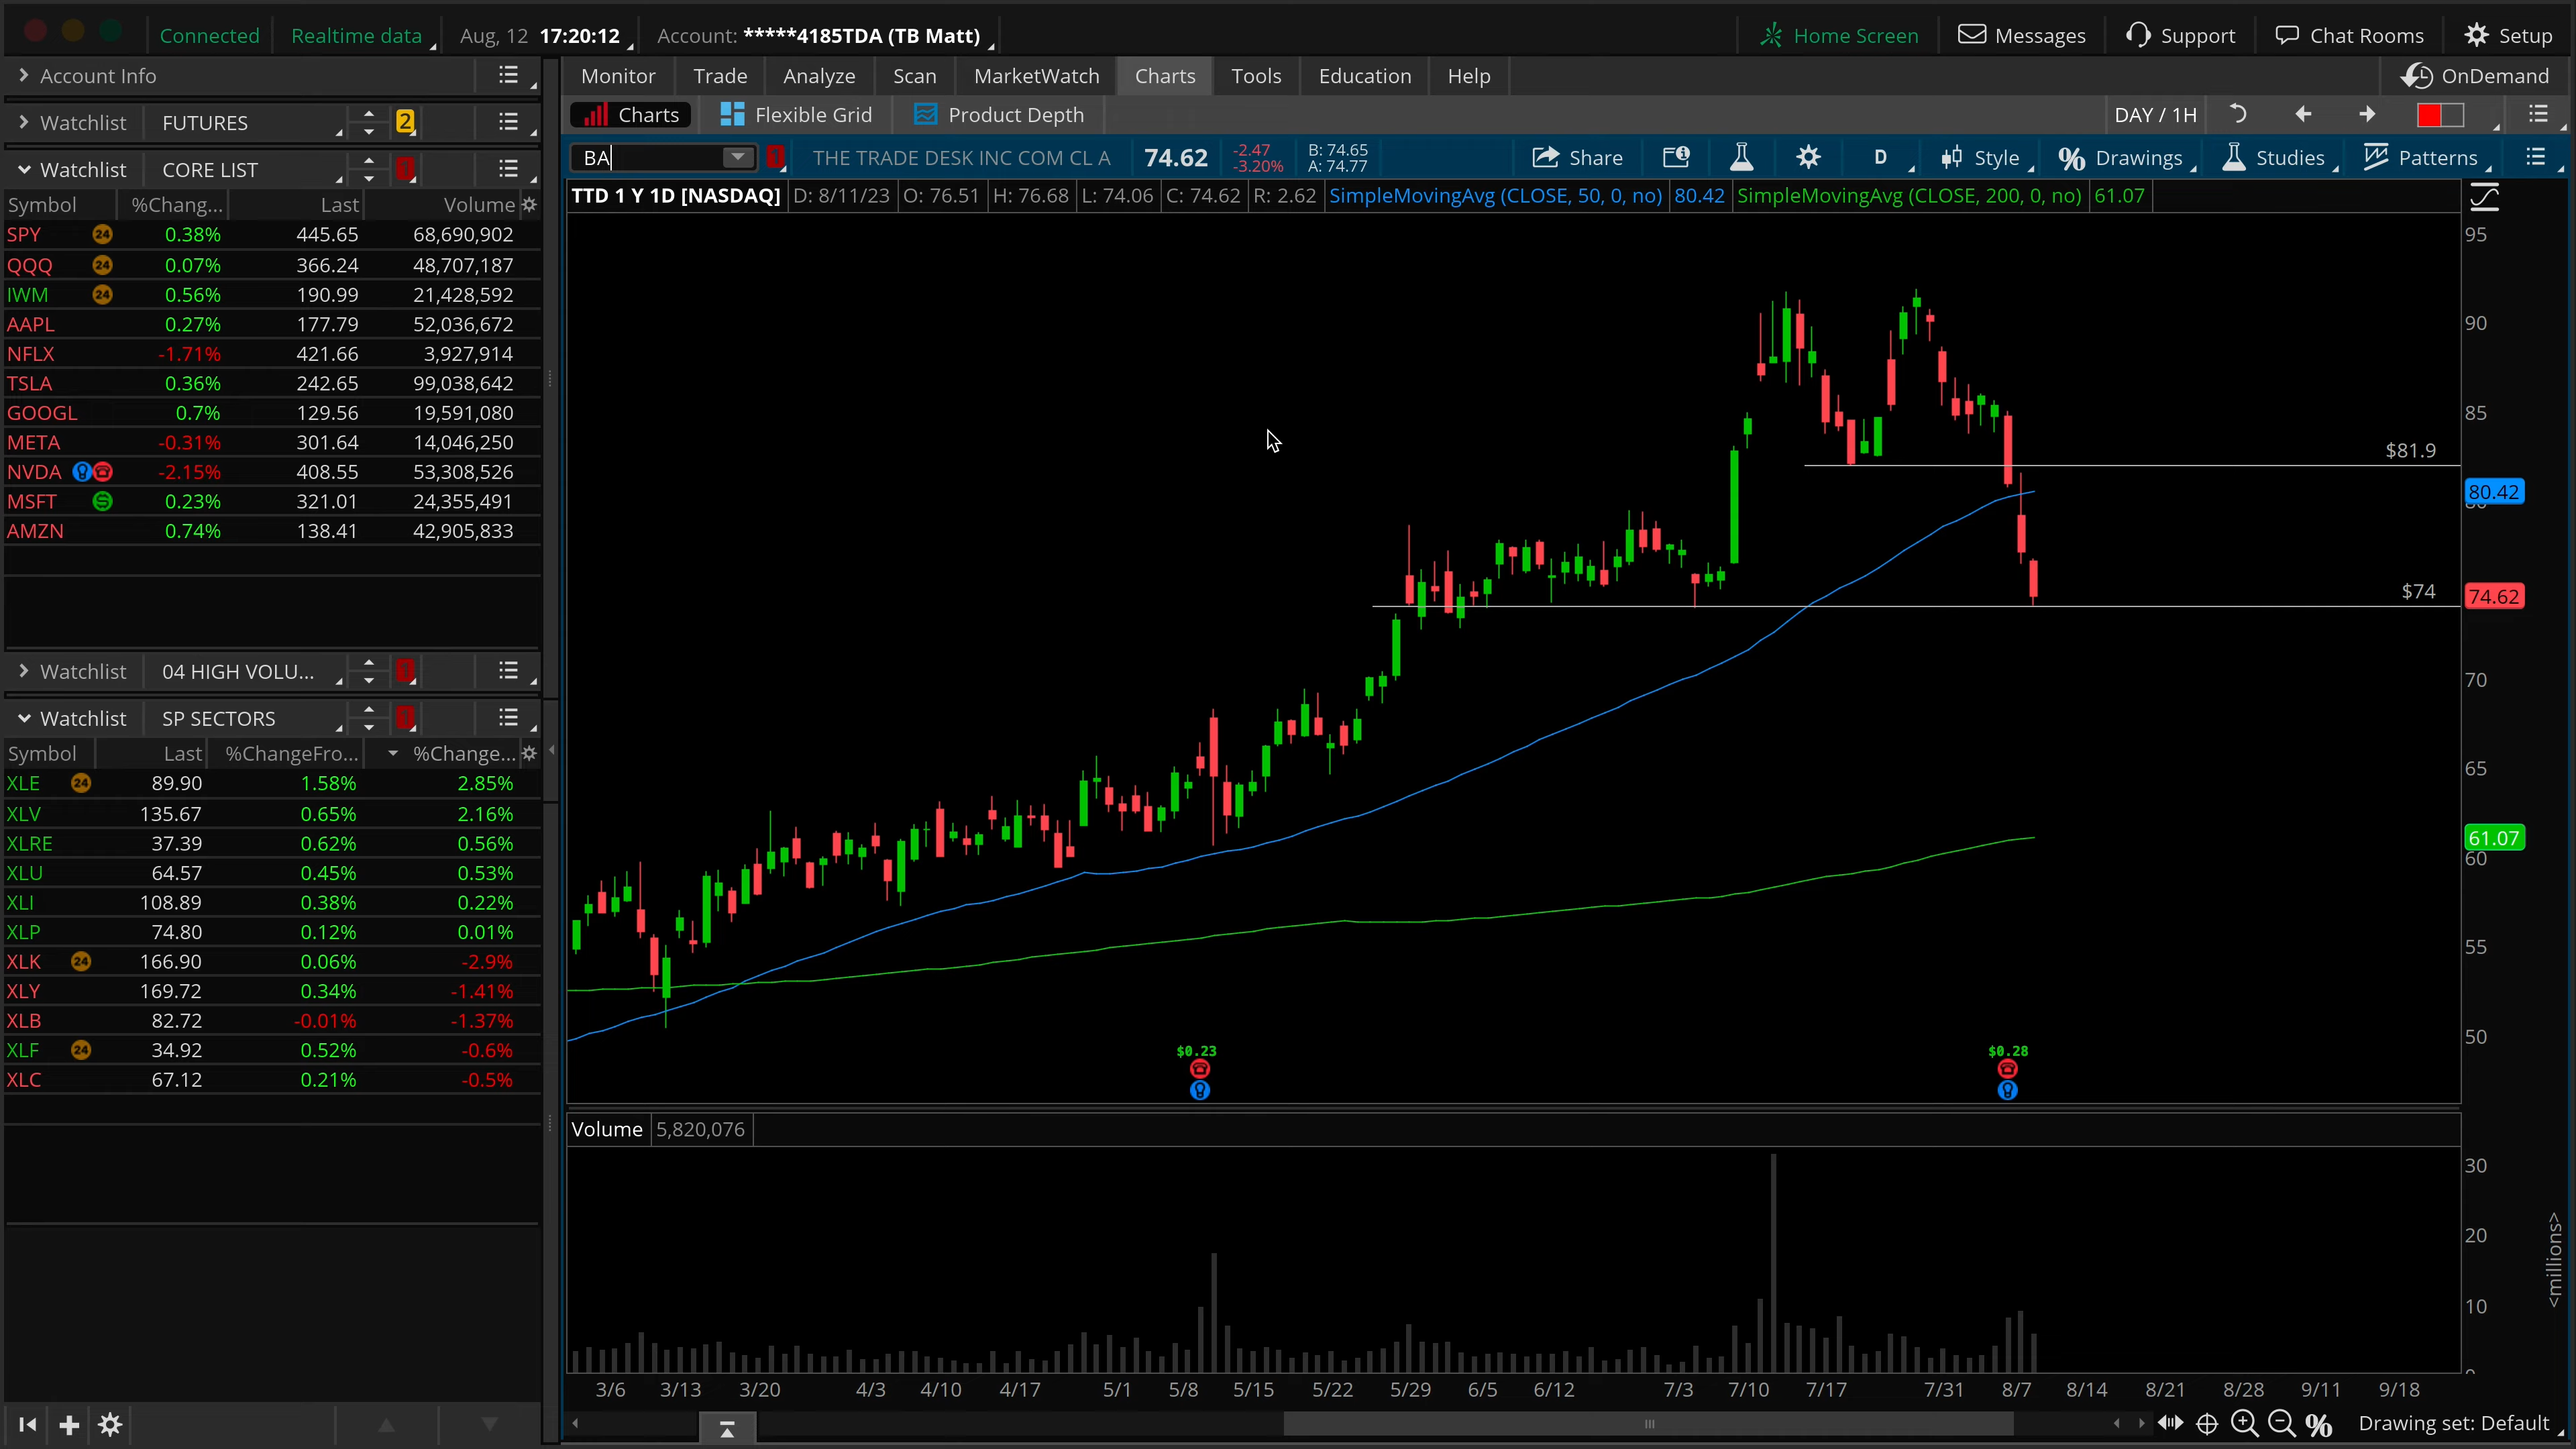 Connected Realtime data Aug, 12 17:20:12 Account: *****4185TDA (TB Matt) Home Screen Messages Support Chat Rooms Setup
Account Info
Monitor Trade Analyze Scan MarketWatch Charts Tools Education Help OnDemand
Watchlist FUTURES 2
Charts Flexible Grid Product Depth DAY / 1H
Watchlist CORE LIST 1
BA 1 THE TRADE DESK INC COM CL A 74.62 -2.47 -3.20% B: 74.65 A: 74.77 Share D Style Drawings Studies Patterns
TTD 1 Y 1D [NASDAQ] D: 8/11/23 O: 76.51 H: 76.68 L: 74.06 C: 74.62 R: 2.62 SimpleMovingAvg (CLOSE, 50, 0, no) 80.42 SimpleMovingAvg (CLOSE, 200, 0, no) 61.07
Symbol %Chang... Last Volume
SPY 24 0.38% 445.65 68,690,902
QQQ 24 0.07% 366.24 48,707,187
IWM 24 0.56% 190.99 21,428,592
AAPL 0.27% 177.79 52,036,672
NFLX -1.71% 421.66 3,927,914
TSLA 0.36% 242.65 99,038,642
GOOGL 0.7% 129.56 19,591,080
META -0.31% 301.64 14,046,250
NVDA -2.15% 408.55 53,308,526
MSFT 0.23% 321.01 24,355,491
AMZN 0.74% 138.41 42,905,833
Watchlist 04 HIGH VOLU... 1
Watchlist SP SECTORS 1
Symbol Last %ChangeFro... %Change...
XLE 24 89.90 1.58% 2.85%
XLV 135.67 0.65% 2.16%
XLRE 37.39 0.62% 0.56%
XLU 64.57 0.45% 0.53%
XLI 108.89 0.38% 0.22%
XLP 74.80 0.12% 0.01%
XLK 24 166.90 0.06% -2.9%
XLY 169.72 0.34% -1.41%
XLB 82.72 -0.01% -1.37%
XLF 24 34.92 0.52% -0.6%
XLC 67.12 0.21% -0.5%
95
90
85
$81.9
80.42
$74
74.62
70
65
61.07
60
55
50
$0.23 $0.28
Volume 5,820,076
30
20
10
<millions>
3/6 3/13 3/20 4/3 4/10 4/17 5/1 5/8 5/15 5/22 5/29 6/5 6/12 7/3 7/10 7/17 7/31 8/7 8/14 8/21 8/28 9/11 9/18
Drawing set: Default